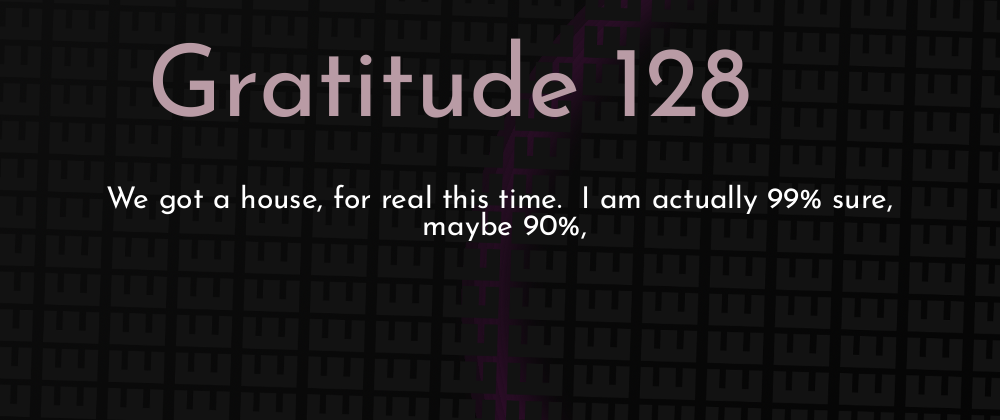 Gratitude 128
We got a house, for real this time.  I am actually 99% sure,
maybe 90%,